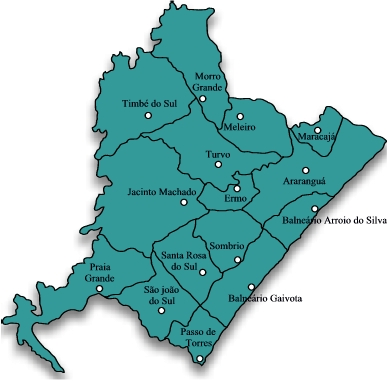 Morro
Grande
Timbé do Sul
Meleiro
Maracajá
Turvo
Araranguá
Jacinto Machado
Ermo
Balneário Arroio do Silva
Sombrio
Santa Rosa
do Sul
Praia
Grande
São joão
do Sul
Balneário Gaivota
Passo de
Torres